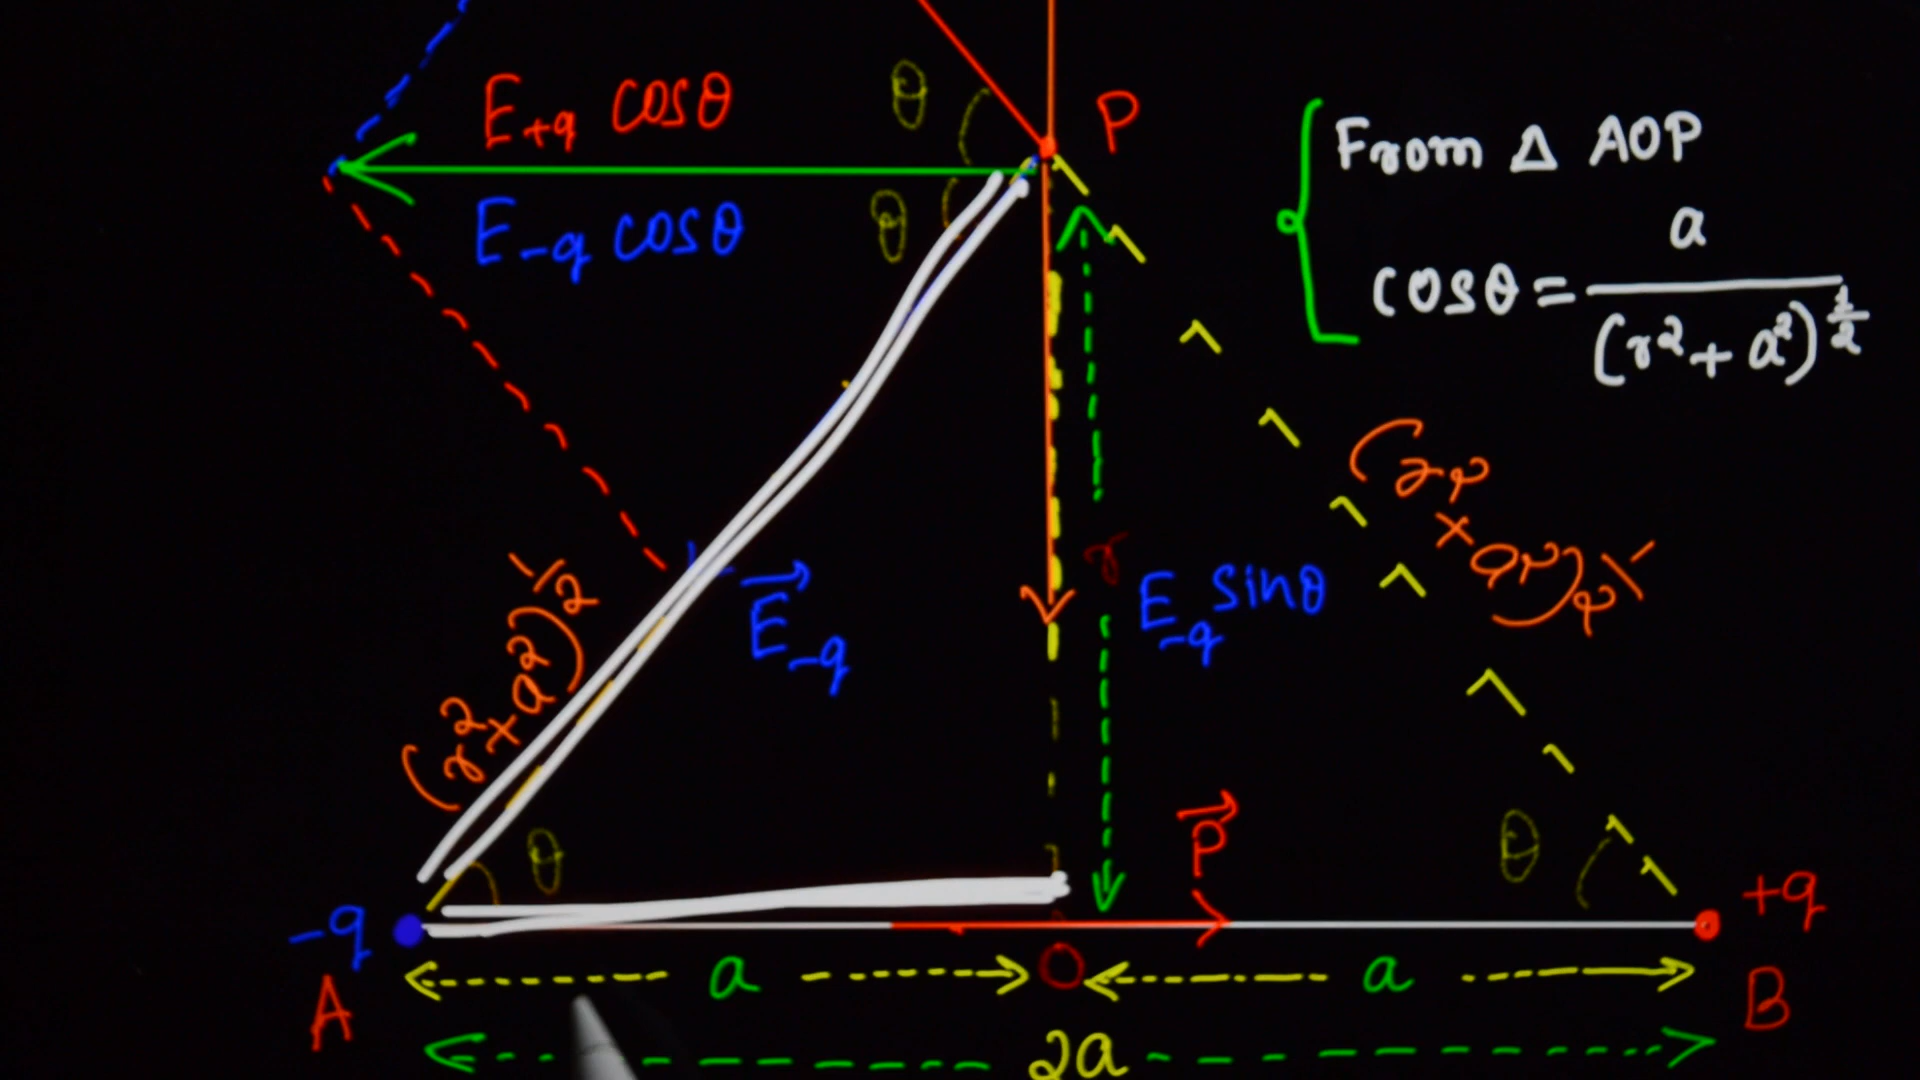 E+q cosθ
θ
P
E-q cosθ
θ
From Δ AOP
cosθ = a / (r² + a²)^1/2
(r² + a²)^1/2
(r² + a²)^1/2
E-q
r
E-q sinθ
θ
P
θ
-q
+q
A
a
O
a
B
2a